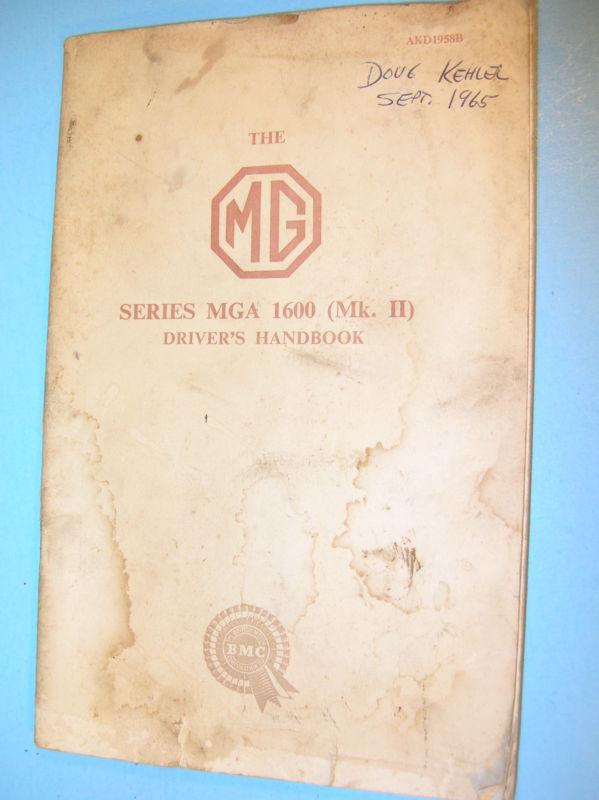 AKD1958B
DOUG KEHLER
SEPT. 1965
THE
MG
SERIES MGA 1600 (Mk. II)
DRIVER'S HANDBOOK
BMC